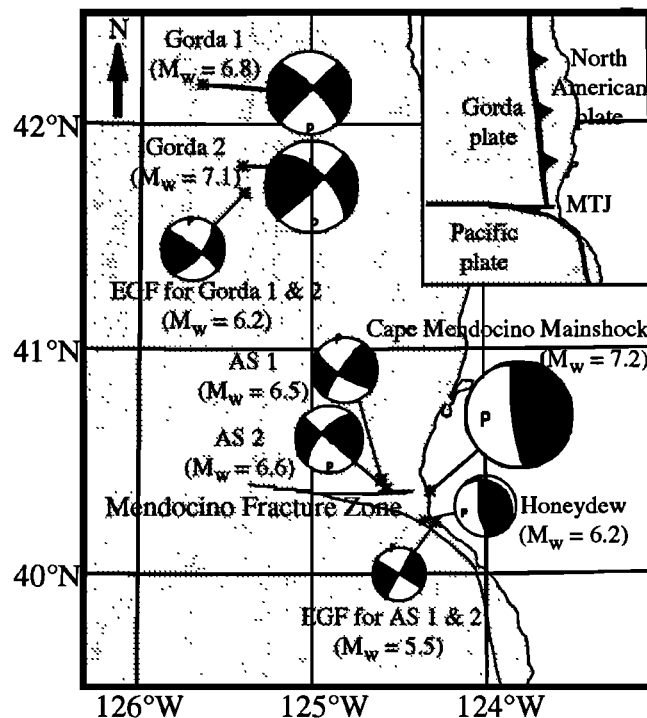 N
Gorda 1
(Mw = 6.8)
P
42°N
Gorda 2
(Mw = 7.1)
P
P
EGF for Gorda 1 & 2
(Mw = 6.2)
North
American
plate
Gorda
plate
MTJ
Pacific
plate
41°N
Cape Mendocino Mainshock
(Mw = 7.2)
P
AS 1
(Mw = 6.5)
P
AS 2
(Mw = 6.6)
P
Mendocino Fracture Zone
Honeydew
(Mw = 6.2)
P
40°N
P
EGF for AS 1 & 2
(Mw = 5.5)
126°W
125°W
124°W